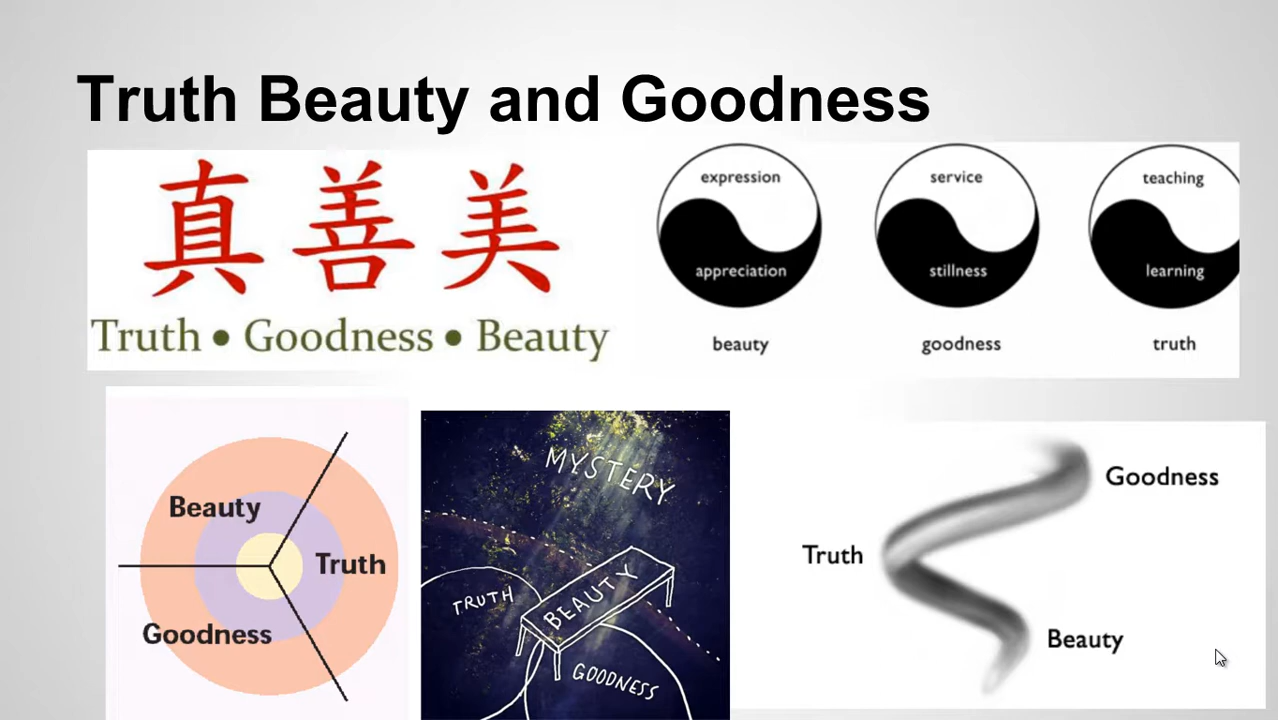 Truth Beauty and Goodness
真善美
Truth • Goodness • Beauty
expression
appreciation
beauty
service
stillness
goodness
teaching
learning
truth
Beauty
Truth
Goodness
MYSTERY
TRUTH
BEAUTY
GOODNESS
Goodness
Truth
Beauty